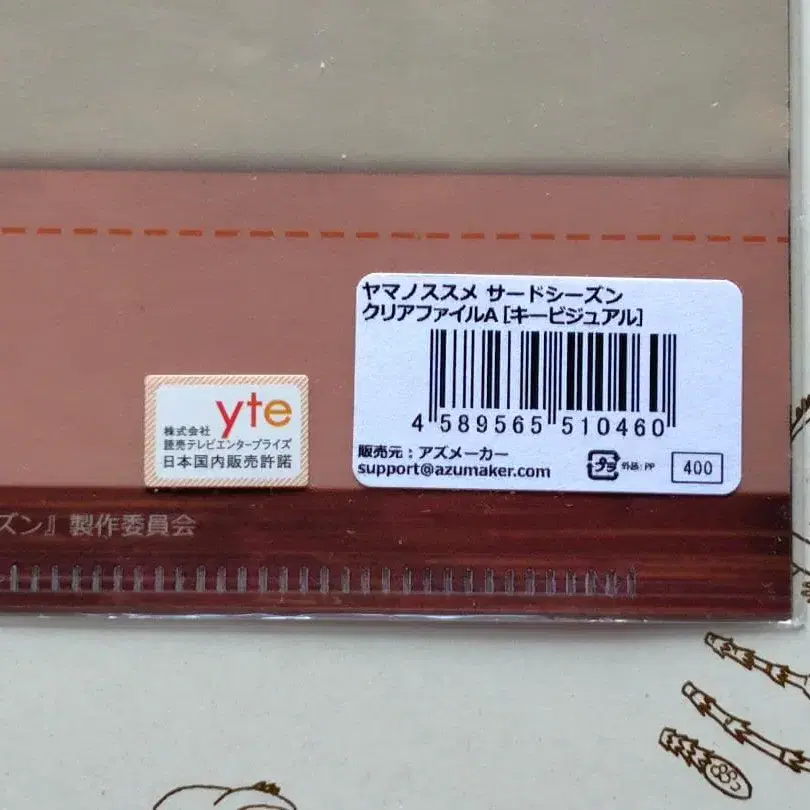 ヤマノススメ サードシーズン
クリアファイルA [キービジュアル]
4 589565 510460
販売元：アズメーカー
support@azumaker.com
プラ 外品：PP
400
yte
株式会社
読売テレビエンタープライズ
日本国内販売許諾
ズン』製作委員会